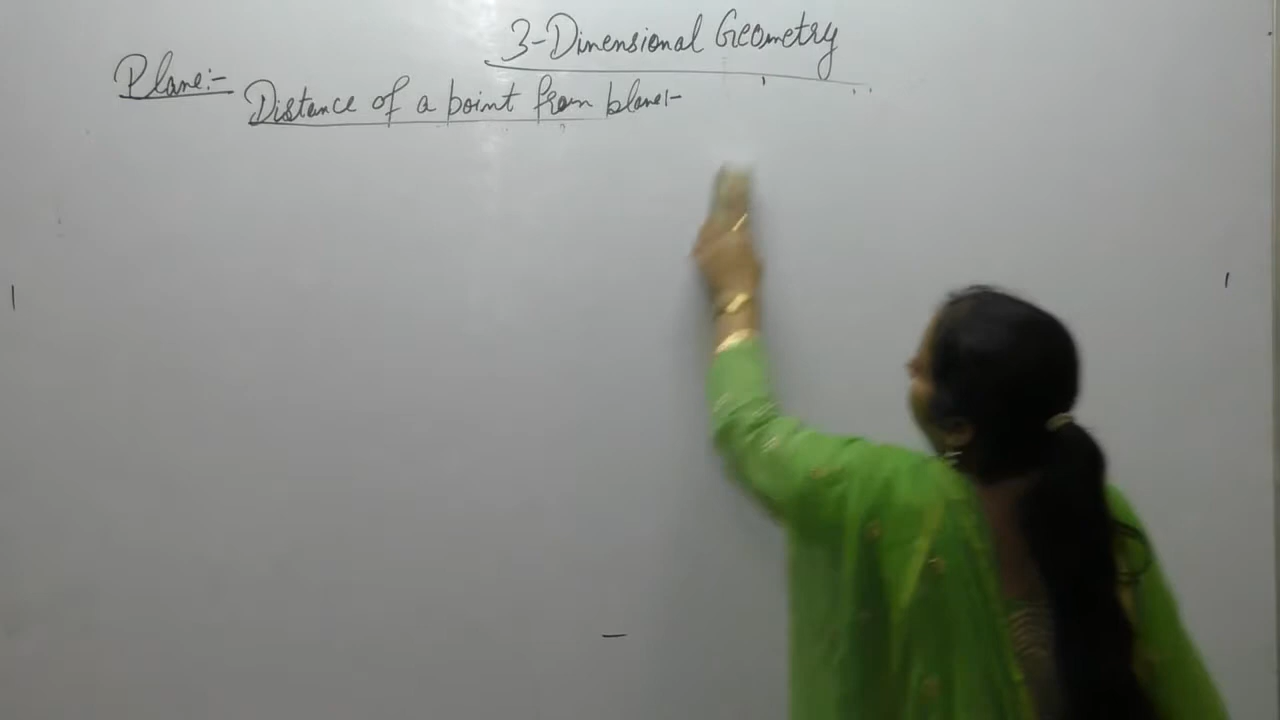 3-Dimensional Geometry
Plane:-
Distance of a point from plane:-